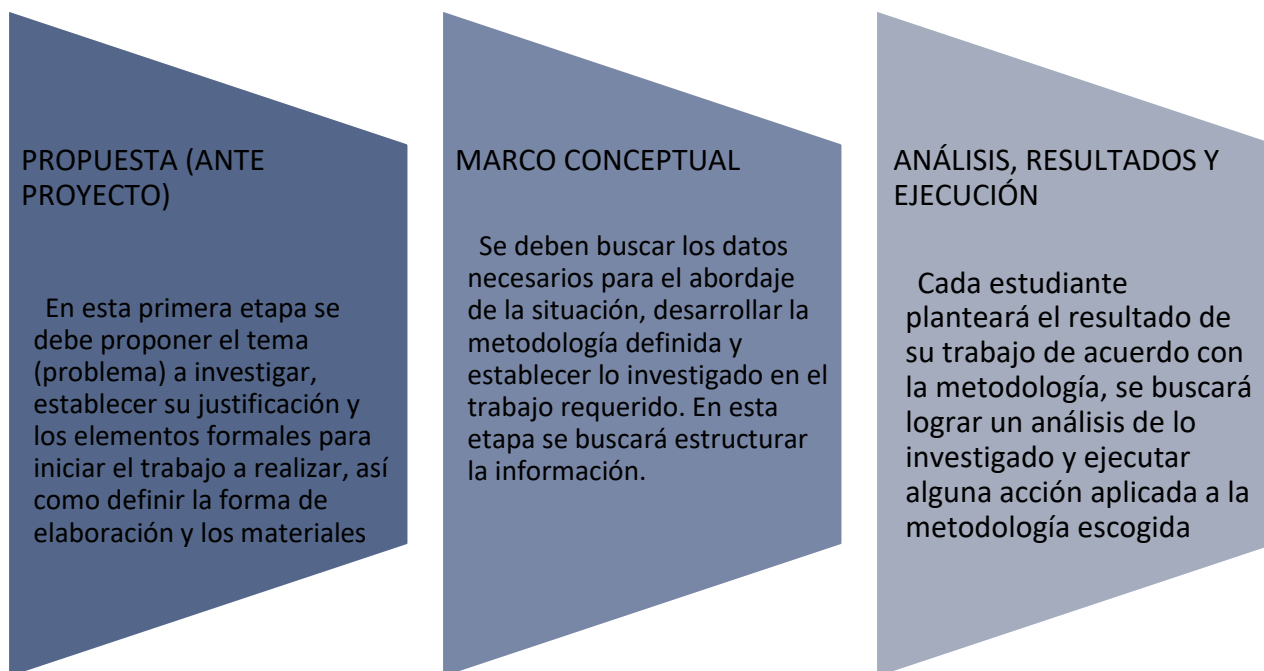 PROPUESTA (ANTE
PROYECTO)
En esta primera etapa se
debe proponer el tema
(problema) a investigar,
establecer su justificación y
los elementos formales para
iniciar el trabajo a realizar, así
como definir la forma de
elaboración y los materiales
MARCO CONCEPTUAL
Se deben buscar los datos
necesarios para el abordaje
de la situación, desarrollar la
metodología definida y
establecer lo investigado en el
trabajo requerido. En esta
etapa se buscará estructurar
la información.
ANÁLISIS, RESULTADOS Y
EJECUCIÓN
Cada estudiante
planteará el resultado de
su trabajo de acuerdo con
la metodología, se buscará
lograr un análisis de lo
investigado y ejecutar
alguna acción aplicada a la
metodología escogida